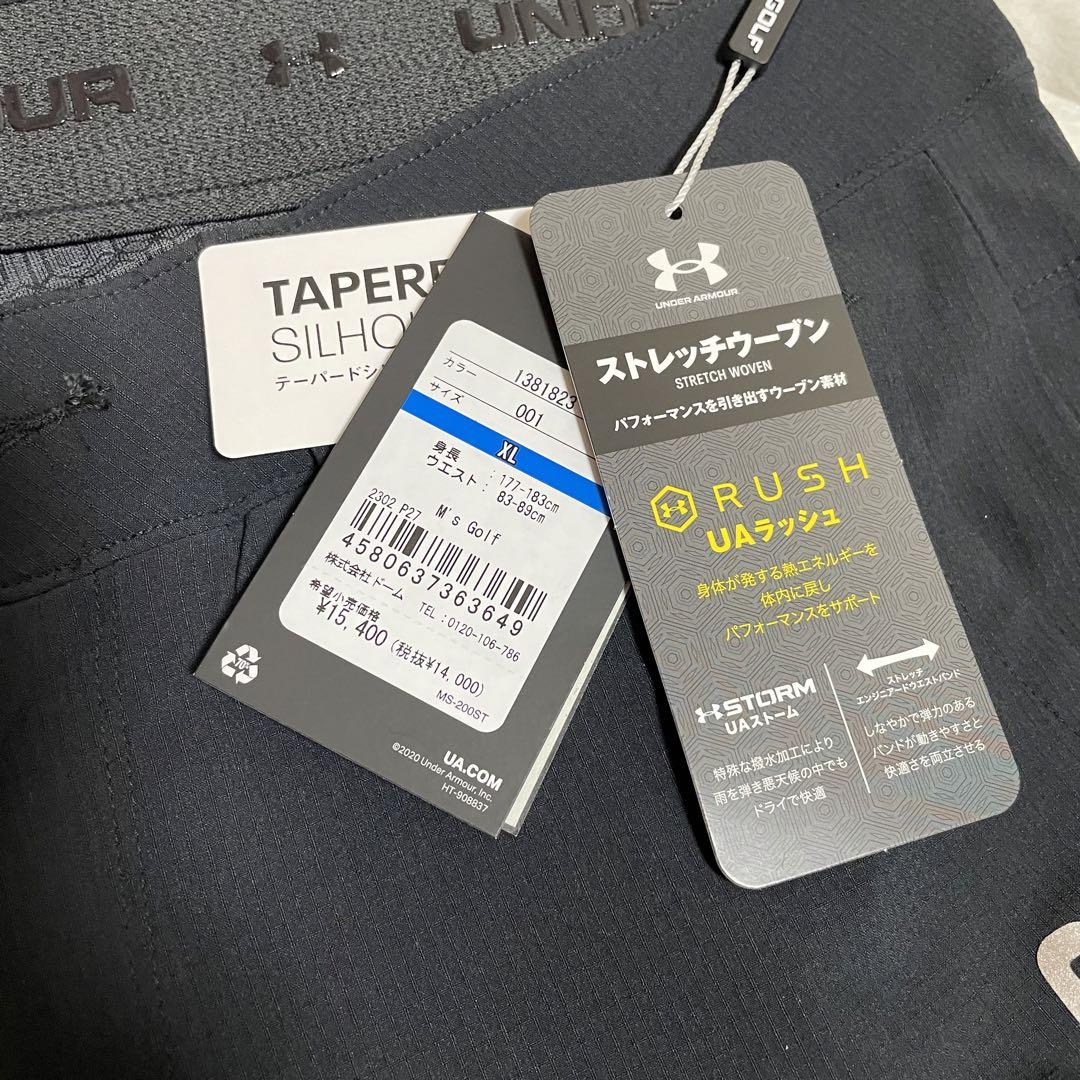 OUR
UNDE
GOLF
TAPERE
SILHOU
テーパードシ
カラー 1381823
サイズ 001
XL
身長 : 177-183cm
ウエスト : 83-89cm
2302 P27 M's Golf
4580637363649
株式会社ドーム TEL :0120-106-786
希望小売価格
¥15,400 (税抜¥14,000)
MS-200ST
70%
UA.COM
©2020 Under Armour, Inc.
HT-908837
UNDER ARMOUR
ストレッチウーブン
STRETCH WOVEN
パフォーマンスを引き出すウーブン素材
RUSH
UAラッシュ
身体が発する熱エネルギーを
体内に戻し
パフォーマンスをサポート
STORM
UAストーム
特殊な撥水加工により
雨を弾き悪天候の中でも
ドライで快適
ストレッチ
エンジニアードウエストバンド
しなやかで弾力のある
バンドが動きやすさと
快適さを両立させる